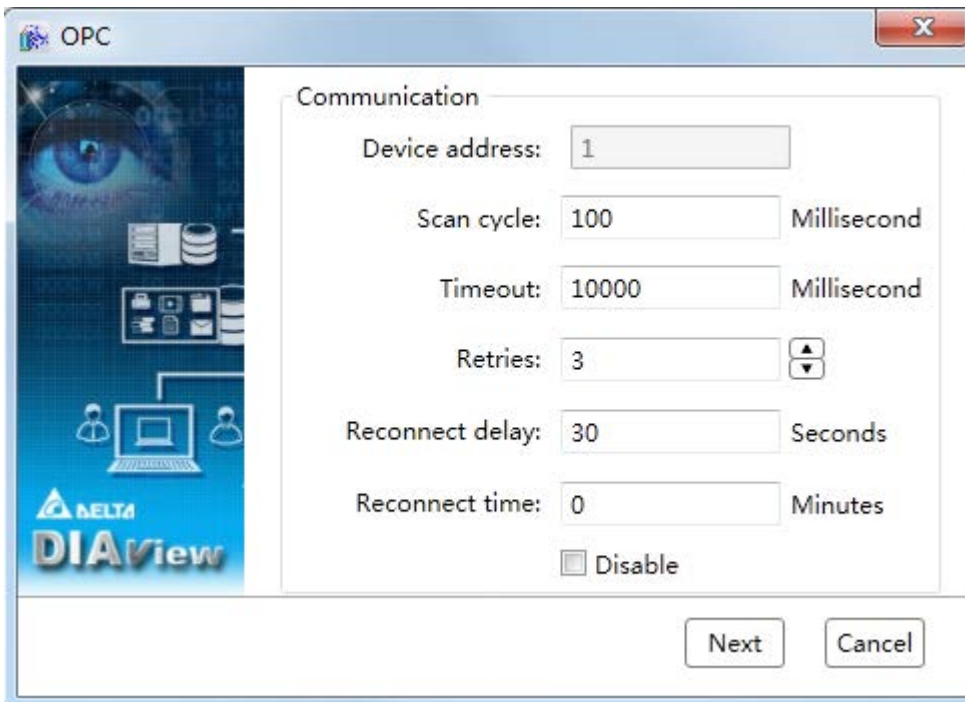 OPC
Communication
Device address: 1
Scan cycle: 100 Millisecond
Timeout: 10000 Millisecond
Retries: 3
Reconnect delay: 30 Seconds
Reconnect time: 0 Minutes
Disable
DELTA
DIAView
Next Cancel